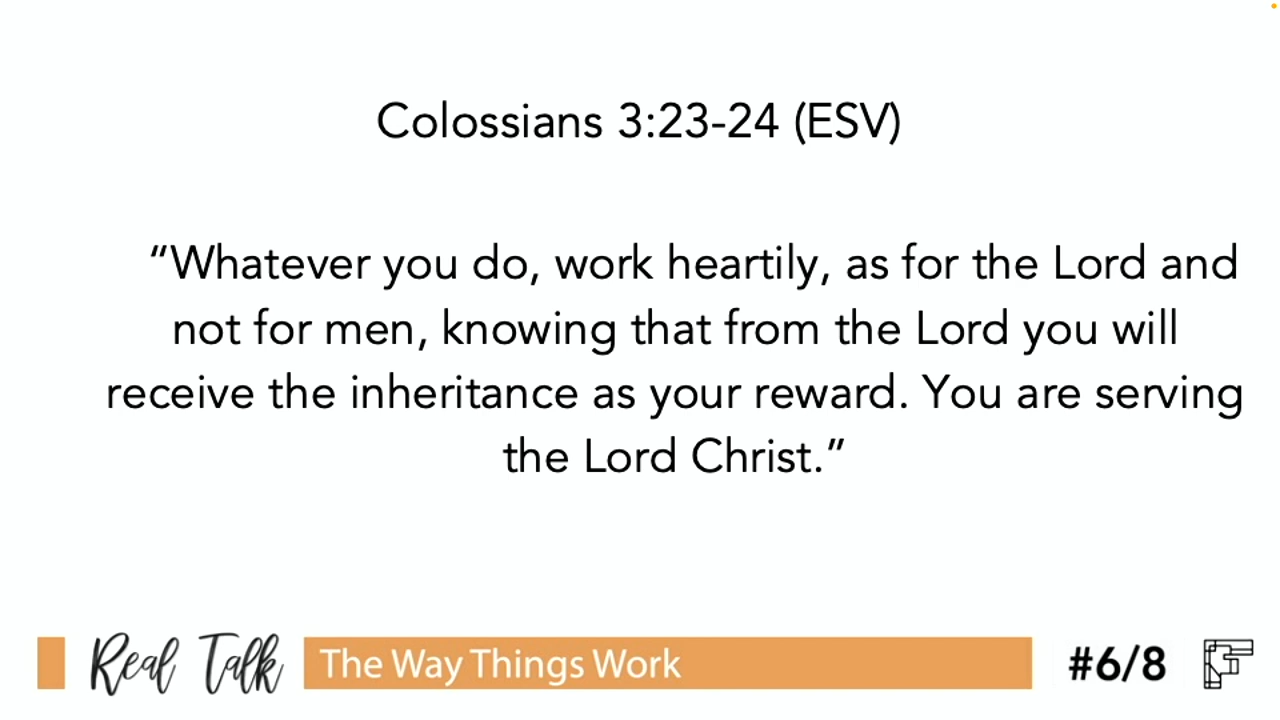 Colossians 3:23-24 (ESV)
“Whatever you do, work heartily, as for the Lord and
not for men, knowing that from the Lord you will
receive the inheritance as your reward. You are serving
the Lord Christ.”
Real Talk The Way Things Work #6/8